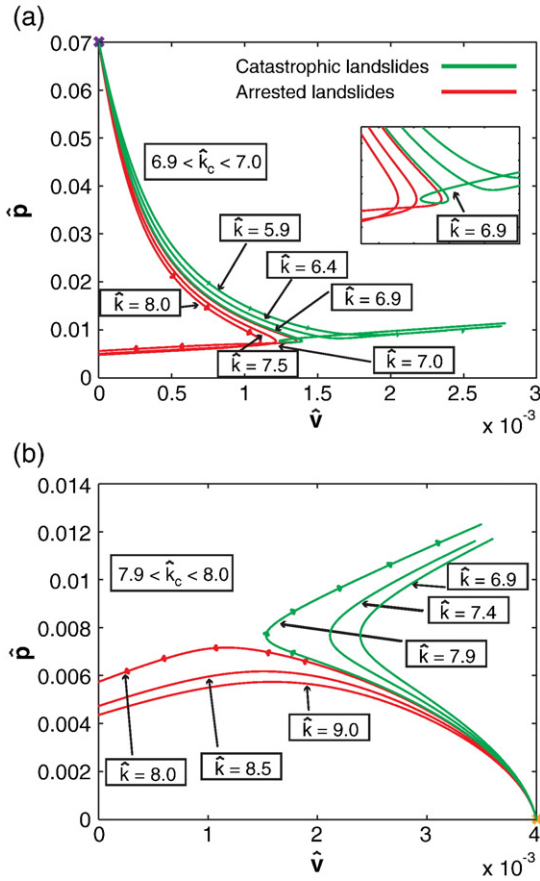 (a)
0.07
0.06
0.05
0.04
0.03
0.02
0.01
0
p̂
Catastrophic landslides
Arrested landslides
6.9 < k̂c < 7.0
k̂ = 5.9
k̂ = 6.4
k̂ = 6.9
k̂ = 6.9
k̂ = 8.0
k̂ = 7.5
k̂ = 7.0
0 0.5 1 1.5 2 2.5 3
v̂
x 10⁻³
(b)
0.014
0.012
0.01
0.008
0.006
0.004
0.002
0
p̂
7.9 < k̂c < 8.0
k̂ = 6.9
k̂ = 7.4
k̂ = 7.9
k̂ = 9.0
k̂ = 8.0
k̂ = 8.5
0 1 2 3 4
v̂
x 10⁻³